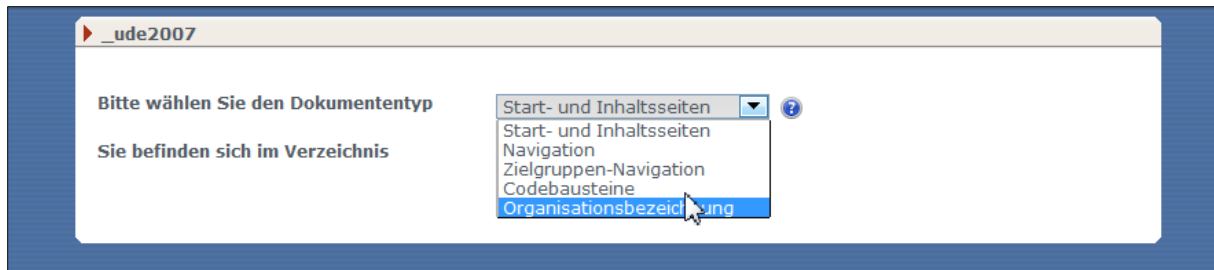 _ude2007
Bitte wählen Sie den Dokumententyp
Start- und Inhaltsseiten
Start- und Inhaltsseiten
Navigation
Zielgruppen-Navigation
Codebausteine
Organisationsbezeichnung
Sie befinden sich im Verzeichnis